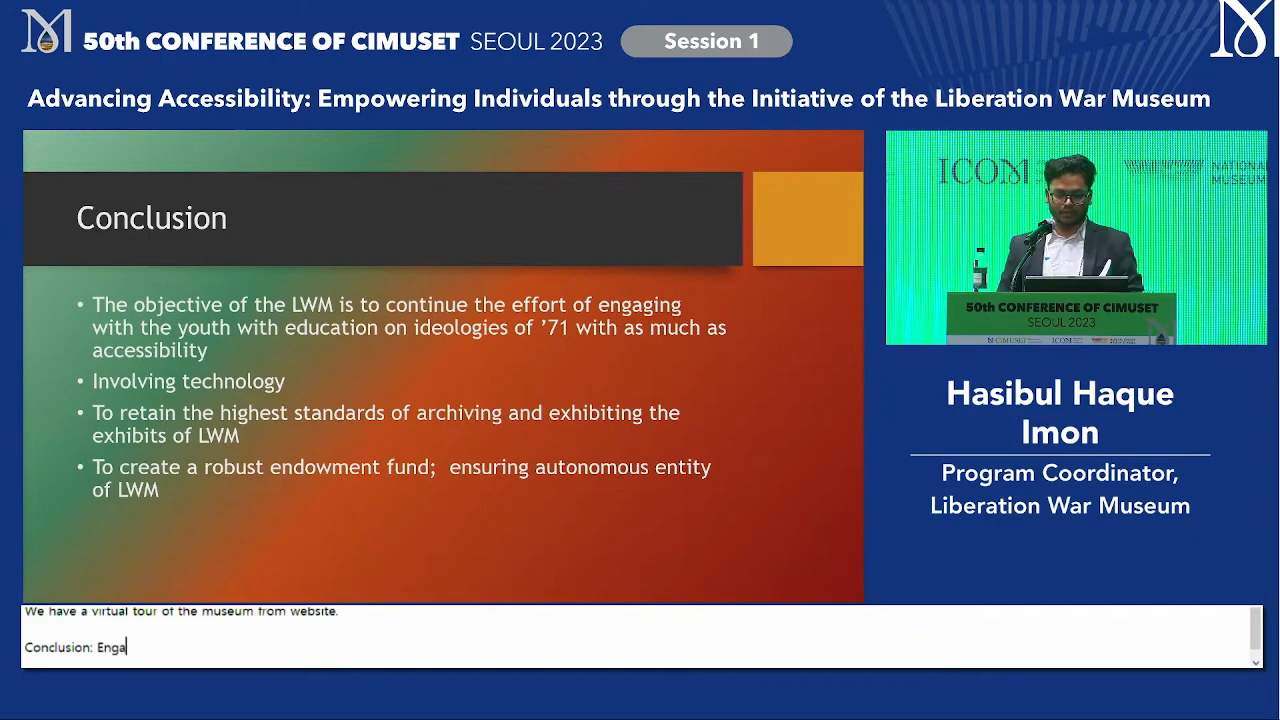 50th CONFERENCE OF CIMUSET SEOUL 2023
Session 1
Advancing Accessibility: Empowering Individuals through the Initiative of the Liberation War Museum
Conclusion
• The objective of the LWM is to continue the effort of engaging
with the youth with education on ideologies of ’71 with as much as
accessibility
• Involving technology
• To retain the highest standards of archiving and exhibiting the
exhibits of LWM
• To create a robust endowment fund; ensuring autonomous entity
of LWM
ICOM
NATIONA
MUSEUM
50th CONFERENCE OF CIMUSET
SEOUL 2023
CIMUSET
ICOM
Hasibul Haque
Imon
Program Coordinator,
Liberation War Museum
We have a virtual tour of the museum from website.
Conclusion: Enga